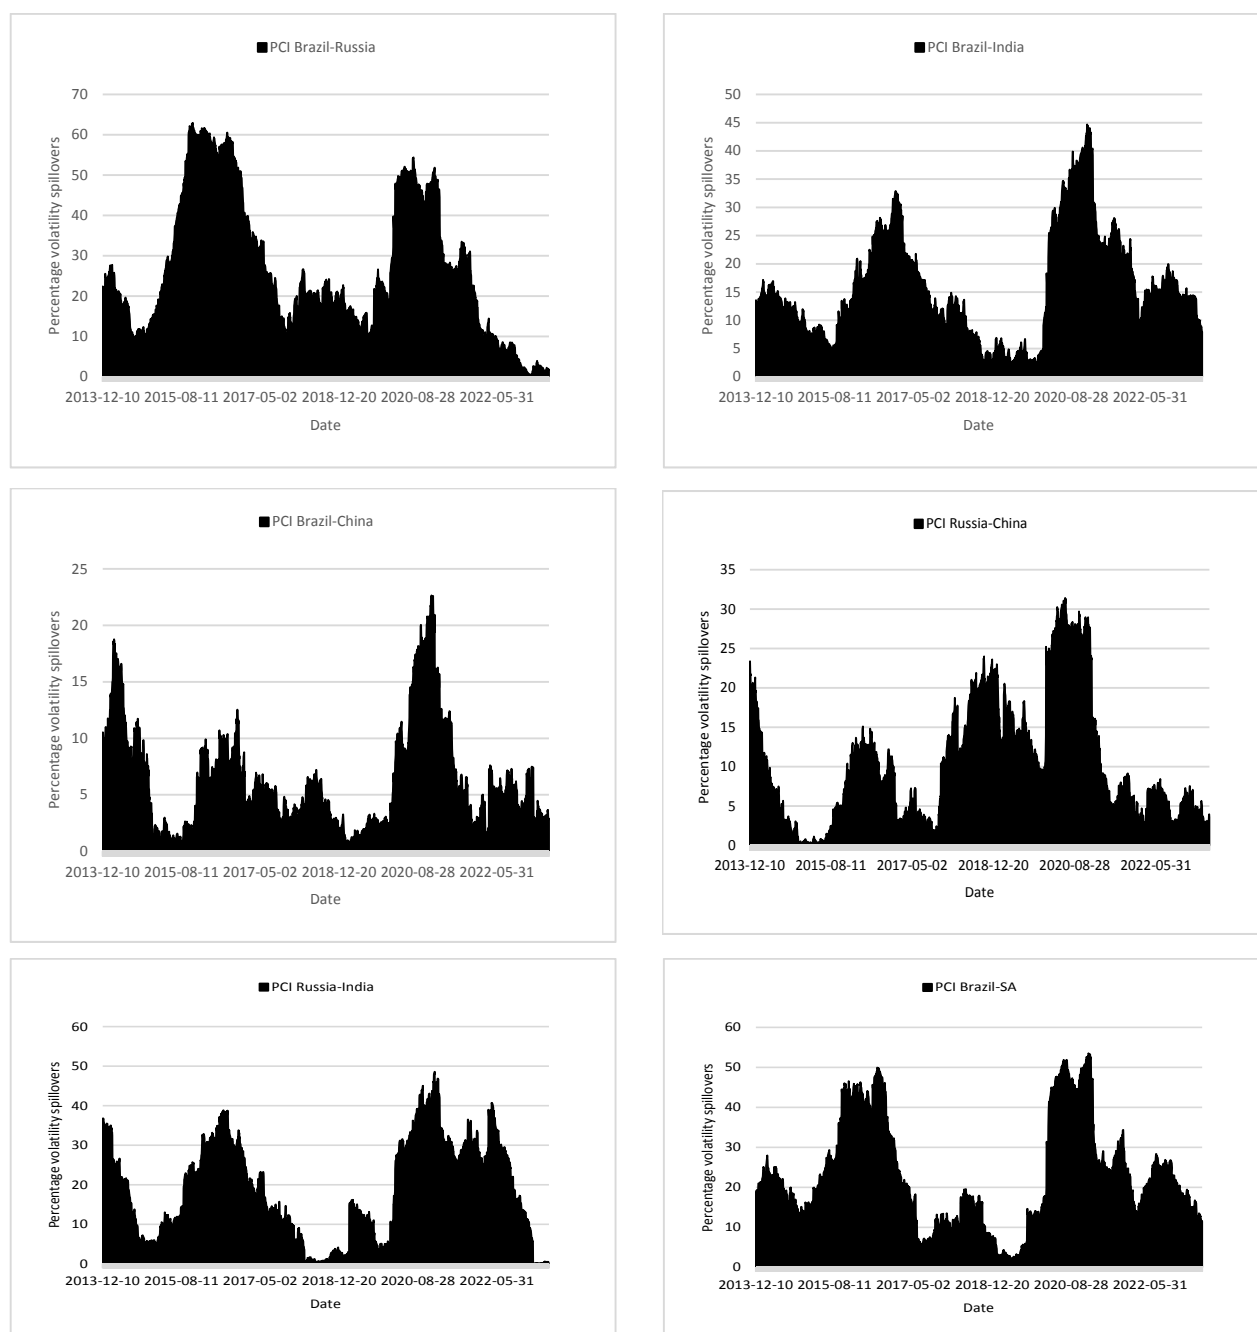 PCI Brazil-Russia
Percentage volatility spillovers
70
60
50
40
30
20
10
0
2013-12-10 2015-08-11 2017-05-02 2018-12-20 2020-08-28 2022-05-31
Date
PCI Brazil-India
Percentage volatility spillovers
50
45
40
35
30
25
20
15
10
5
0
2013-12-10 2015-08-11 2017-05-02 2018-12-20 2020-08-28 2022-05-31
Date
PCI Brazil-China
Percentage volatility spillovers
25
20
15
10
5
0
2013-12-10 2015-08-11 2017-05-02 2018-12-20 2020-08-28 2022-05-31
Date
PCI Russia-China
Percentage volatility spillovers
35
30
25
20
15
10
5
0
2013-12-10 2015-08-11 2017-05-02 2018-12-20 2020-08-28 2022-05-31
Date
PCI Russia-India
Percentage volatility spillovers
60
50
40
30
20
10
0
2013-12-10 2015-08-11 2017-05-02 2018-12-20 2020-08-28 2022-05-31
Date
PCI Brazil-SA
Percentage volatility spillovers
60
50
40
30
20
10
0
2013-12-10 2015-08-11 2017-05-02 2018-12-20 2020-08-28 2022-05-31
Date